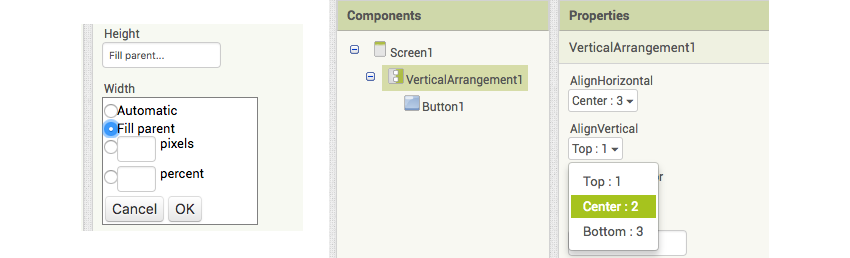 Height
Fill parent...
Width
Automatic
Fill parent
pixels
percent
Cancel OK
Components
Screen1
VerticalArrangement1
Button1
Properties
VerticalArrangement1
AlignHorizontal
Center : 3
AlignVertical
Top : 1
Top : 1
Center : 2
Bottom : 3